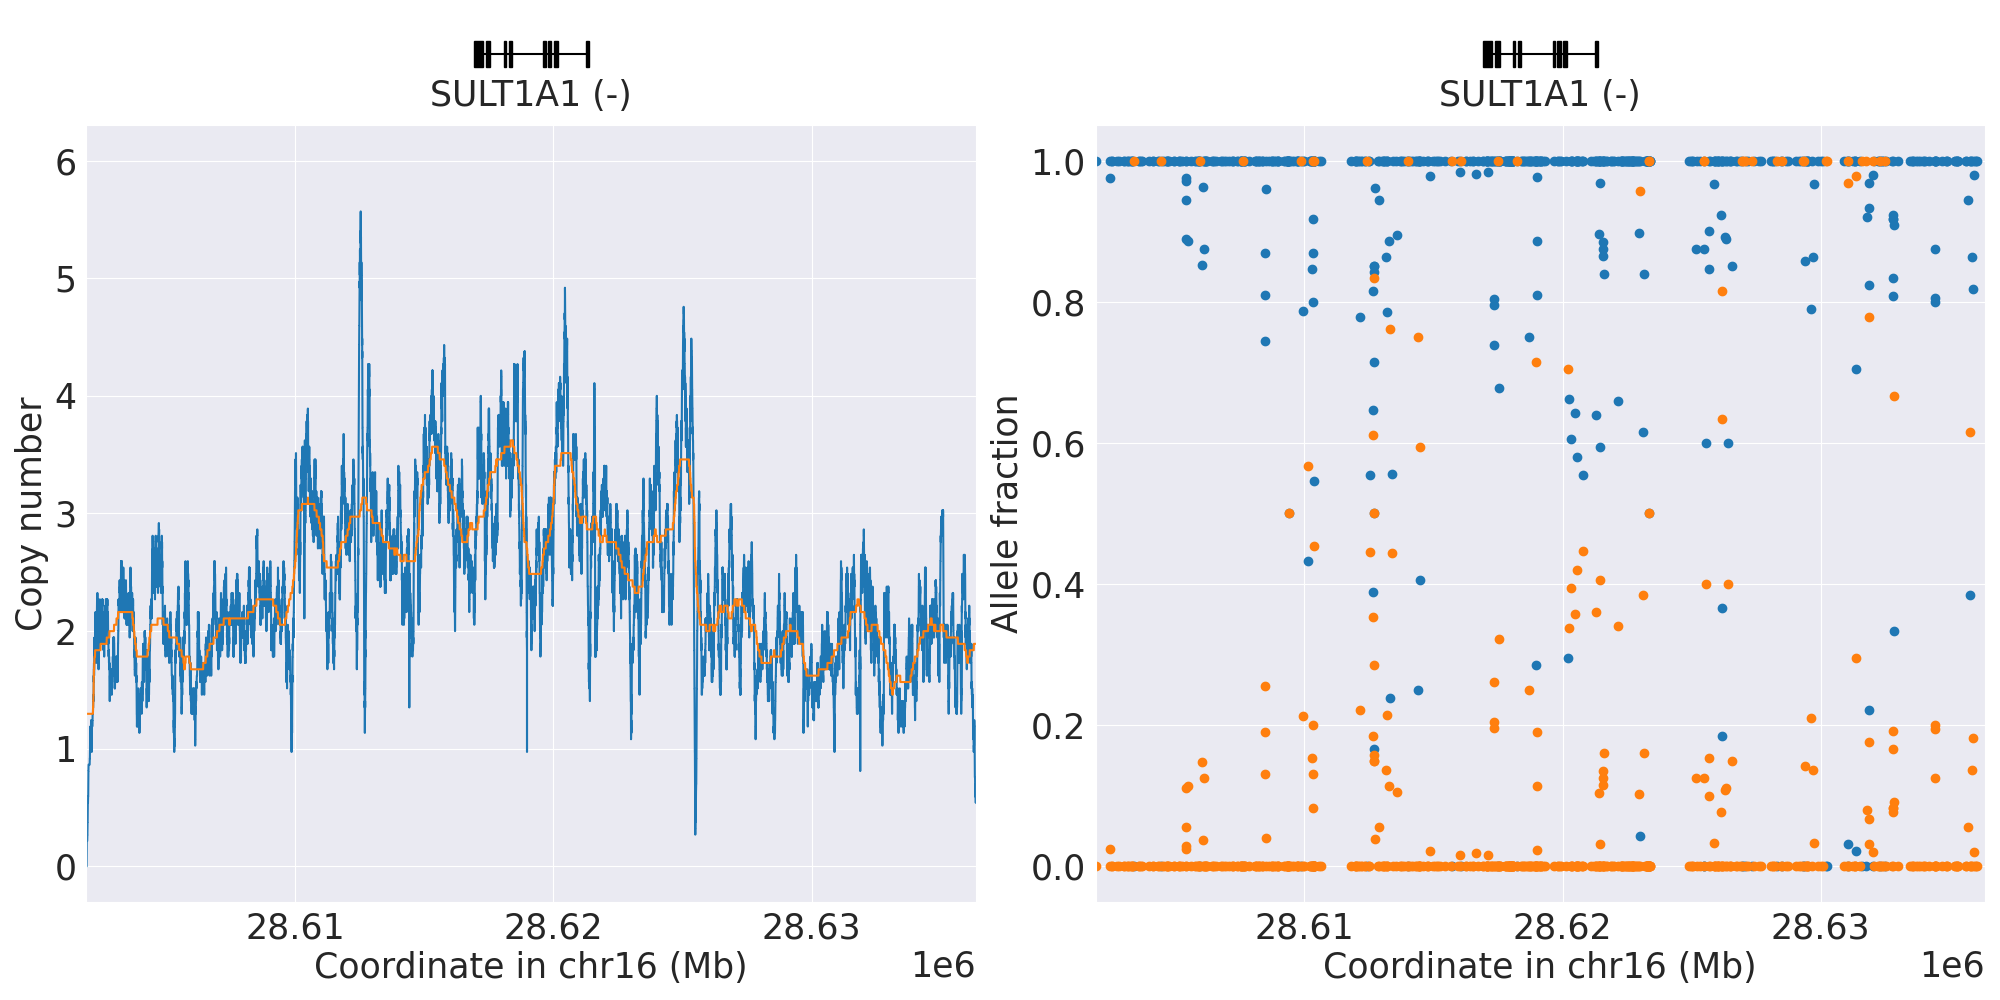 SULT1A1 (-)
6
5
4
3
2
1
0
Copy number
28.61
28.62
28.63
Coordinate in chr16 (Mb)
1e6
SULT1A1 (-)
1.0
0.8
0.6
0.4
0.2
0.0
Allele fraction
28.61
28.62
28.63
Coordinate in chr16 (Mb)
1e6